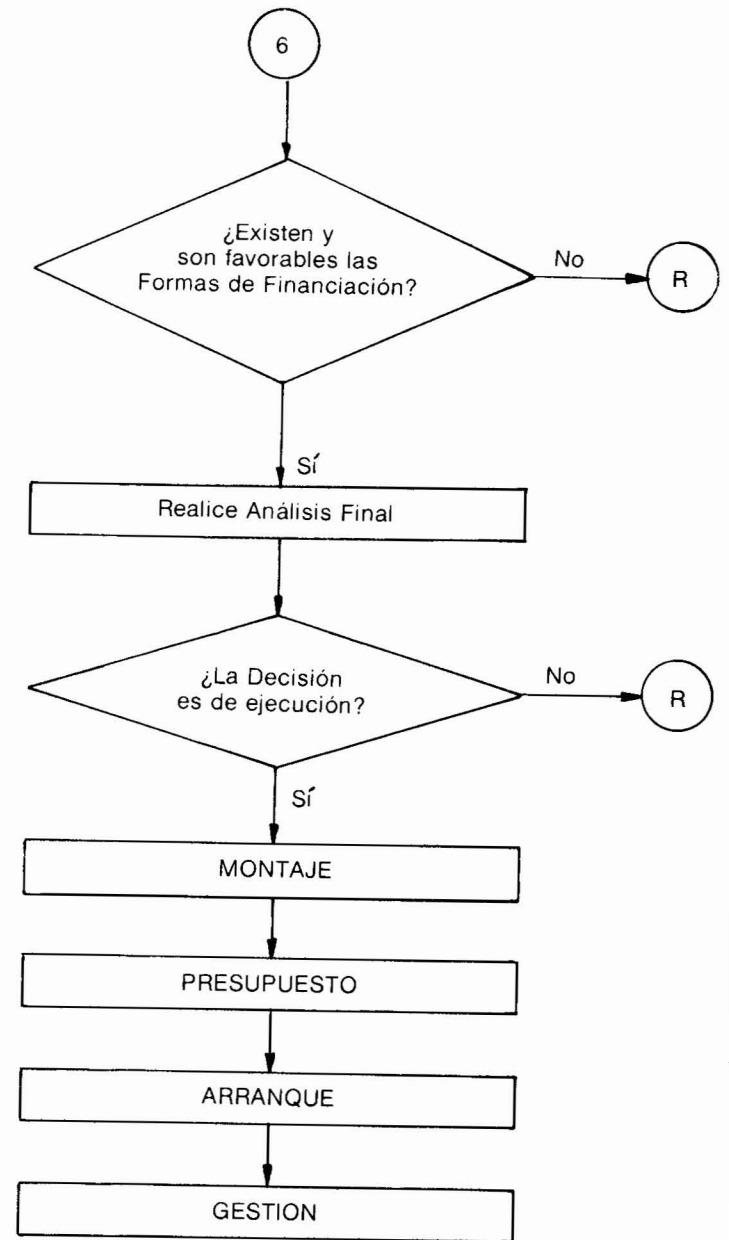 6
¿Existen y
son favorables las
Formas de Financiación?
No
R
Sí
Realice Análisis Final
¿La Decisión
es de ejecución?
No
R
Sí
MONTAJE
PRESUPUESTO
ARRANQUE
GESTION